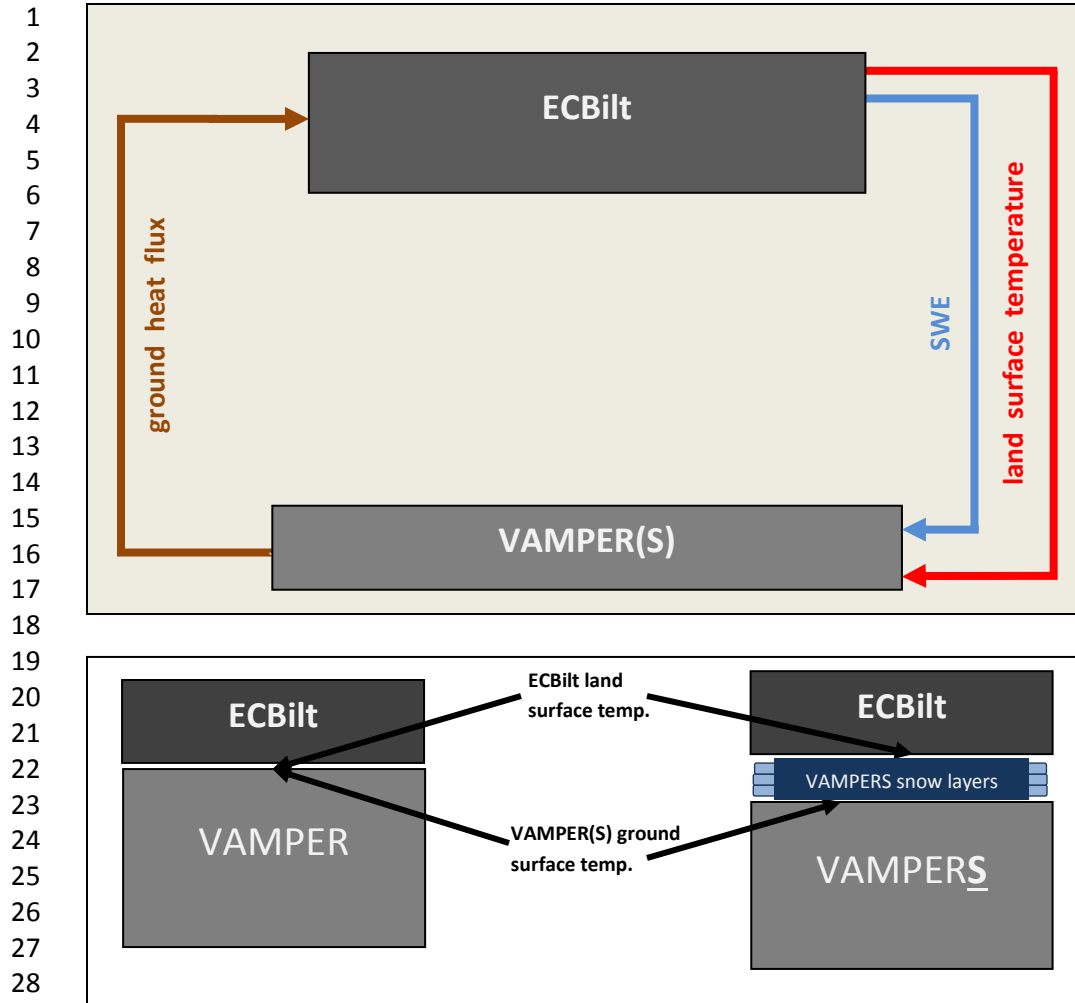 1
2
3
4
5
6
7
8
9
10
11
12
13
14
15
16
17
18
19
20
21
22
23
24
25
26
27
28
ECBilt
ground heat flux
SWE
land surface temperature
VAMPER(S)
ECBilt
ECBilt land
surface temp.
ECBilt
VAMPERS snow layers
VAMPER
VAMPER(S) ground
surface temp.
VAMPERS